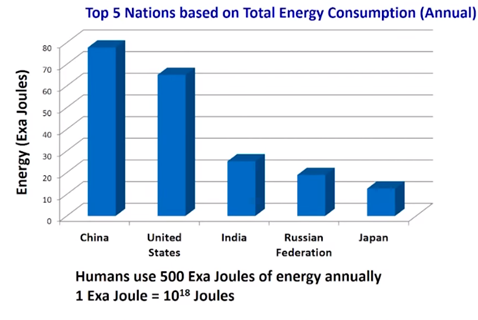 Top 5 Nations based on Total Energy Consumption (Annual)
Energy (Exa Joules)
80
70
60
50
40
30
20
10
0
China
United
States
India
Russian
Federation
Japan
Humans use 500 Exa Joules of energy annually
1 Exa Joule = 10¹⁸ Joules